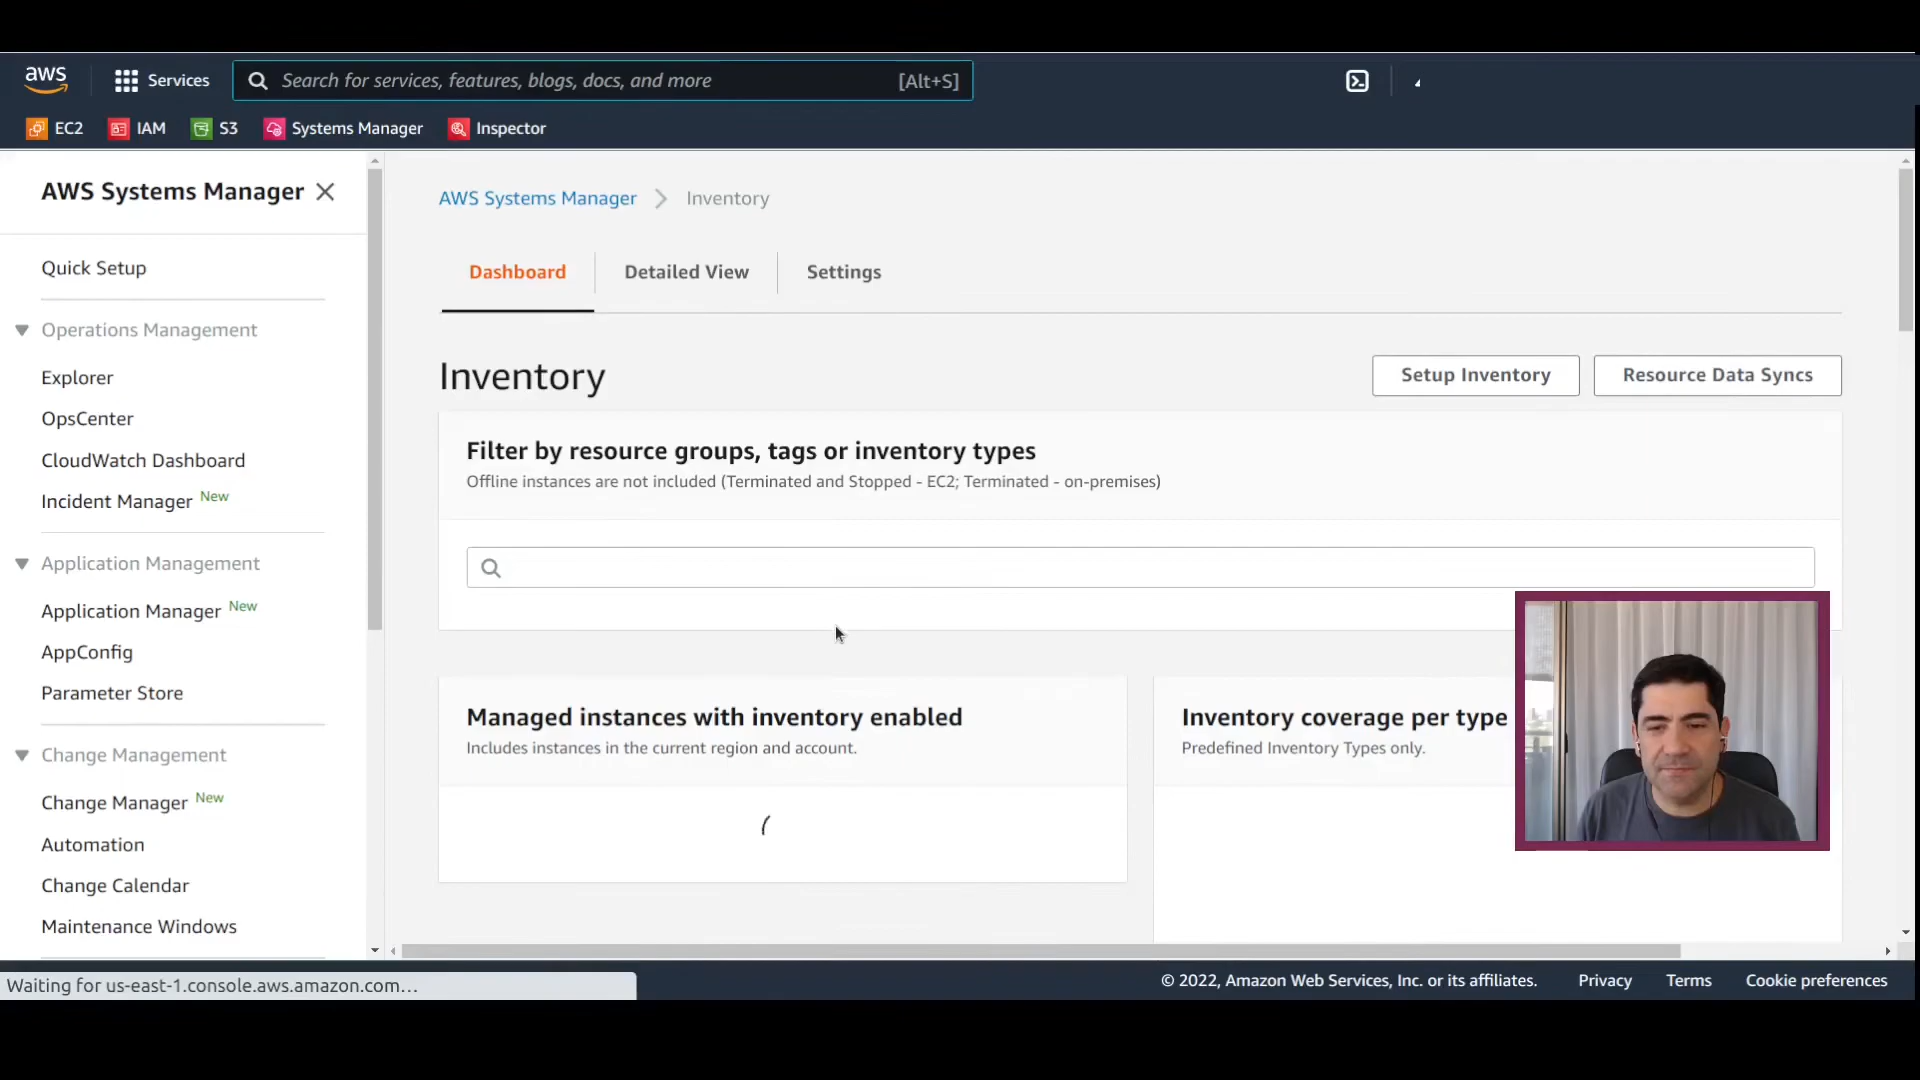 aws
Services
Search for services, features, blogs, docs, and more [Alt+S]
EC2 IAM S3 Systems Manager Inspector
AWS Systems Manager
Quick Setup
Operations Management
Explorer
OpsCenter
CloudWatch Dashboard
Incident Manager New
Application Management
Application Manager New
AppConfig
Parameter Store
Change Management
Change Manager New
Automation
Change Calendar
Maintenance Windows
AWS Systems Manager Inventory
Dashboard Detailed View Settings
Inventory
Setup Inventory Resource Data Syncs
Filter by resource groups, tags or inventory types
Offline instances are not included (Terminated and Stopped - EC2; Terminated - on-premises)
Managed instances with inventory enabled
Includes instances in the current region and account.
Inventory coverage per type
Predefined Inventory Types only.
Waiting for us-east-1.console.aws.amazon.com...
© 2022, Amazon Web Services, Inc. or its affiliates. Privacy Terms Cookie preferences